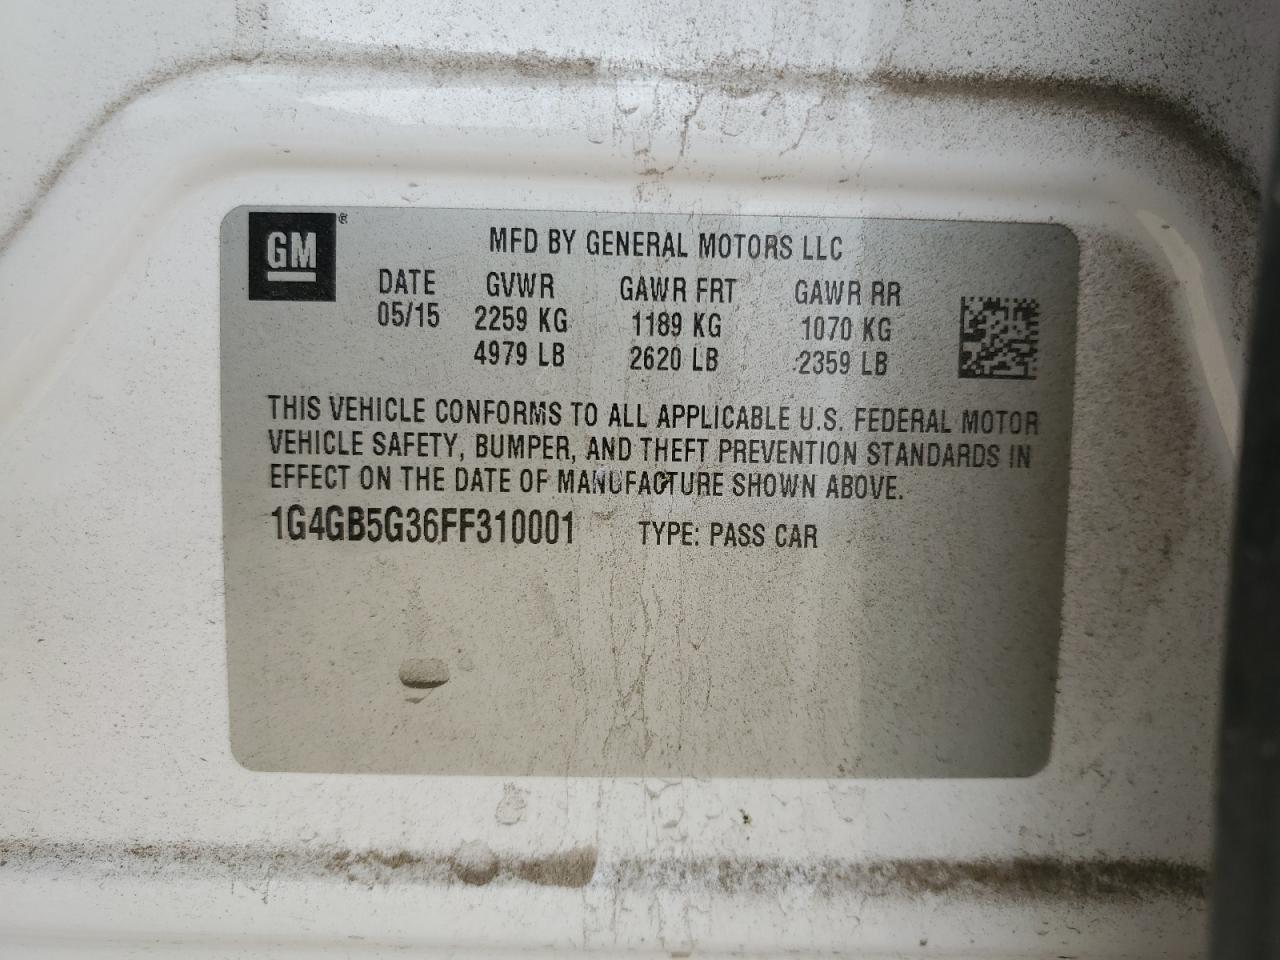 GM®
MFD BY GENERAL MOTORS LLC
DATE GVWR GAWR FRT GAWR RR
05/15 2259 KG 1189 KG 1070 KG
4979 LB 2620 LB 2359 LB
THIS VEHICLE CONFORMS TO ALL APPLICABLE U.S. FEDERAL MOTOR
VEHICLE SAFETY, BUMPER, AND THEFT PREVENTION STANDARDS IN
EFFECT ON THE DATE OF MANUFACTURE SHOWN ABOVE.
1G4GB5G36FF310001 TYPE: PASS CAR